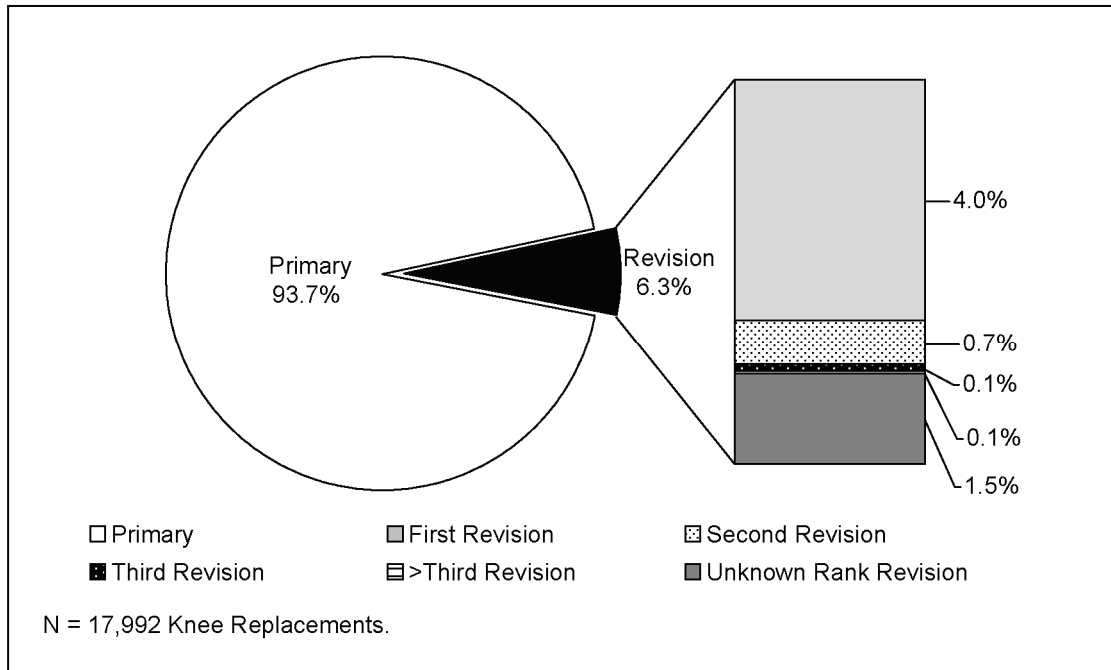 Primary
93.7%
Revision
6.3%
4.0%
0.7%
0.1%
0.1%
1.5%
Primary
First Revision
Second Revision
Third Revision
>Third Revision
Unknown Rank Revision
N = 17,992 Knee Replacements.